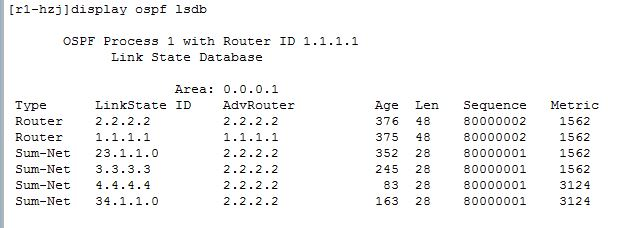 [r1-hzj]display ospf lsdb
OSPF Process 1 with Router ID 1.1.1.1
Link State Database
Area: 0.0.0.1
Type LinkState ID AdvRouter Age Len Sequence Metric
Router 2.2.2.2 2.2.2.2 376 48 80000002 1562
Router 1.1.1.1 1.1.1.1 375 48 80000002 1562
Sum-Net 23.1.1.0 2.2.2.2 352 28 80000001 1562
Sum-Net 3.3.3.3 2.2.2.2 245 28 80000001 1562
Sum-Net 4.4.4.4 2.2.2.2 83 28 80000001 3124
Sum-Net 34.1.1.0 2.2.2.2 163 28 80000001 3124